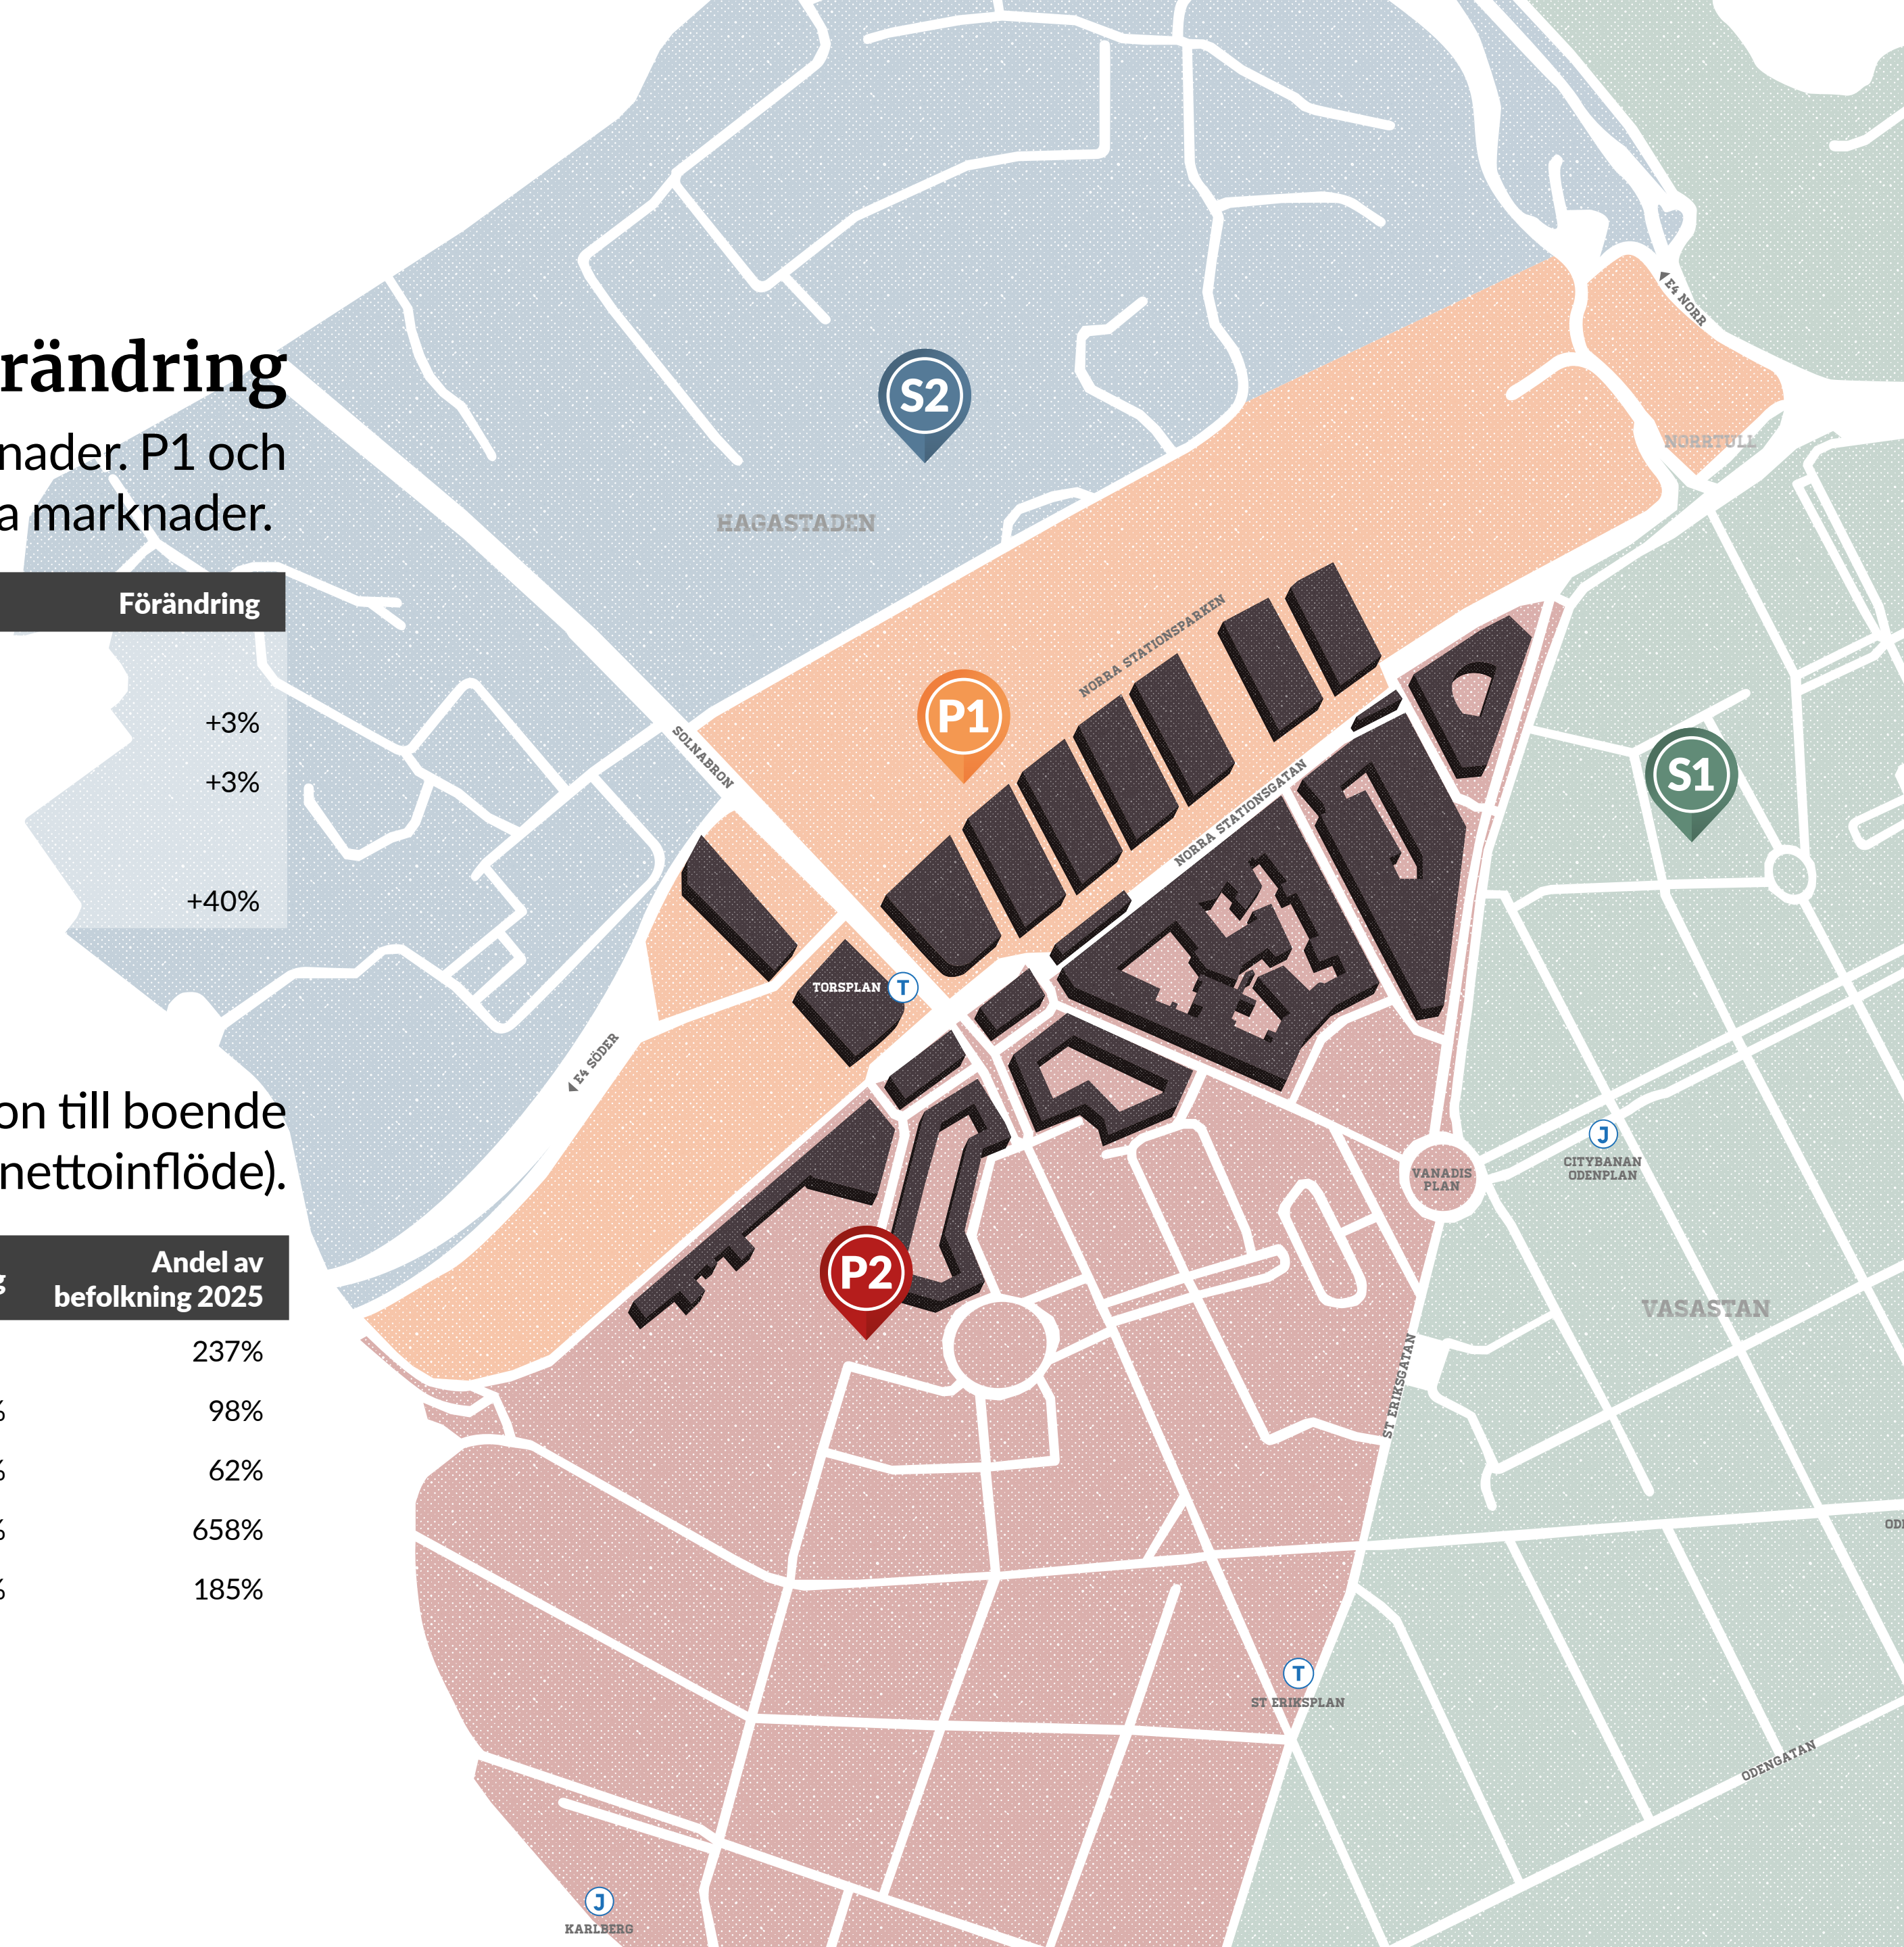 rändring
nader. P1 och
a marknader.
Förändring
+3%
+3%
+40%
on till boende
nettoinflöde).
Andel av
befolkning 2025
237%
% 98%
% 62%
% 658%
% 185%
S2
HAGASTADEN
E4 NORR
NORRTULL
NORRA STATIONSPARKEN
P1
SOLNABRON
S1
NORRA STATIONSGATAN
TORSPLAN T
E4 SÖDER
J
CITYBANAN
ODENPLAN
VANADIS
PLAN
P2
VASASTAN
ST ERIKSGATAN
T
ST ERIKSPLAN
ODENGATAN
J
KARLBERG